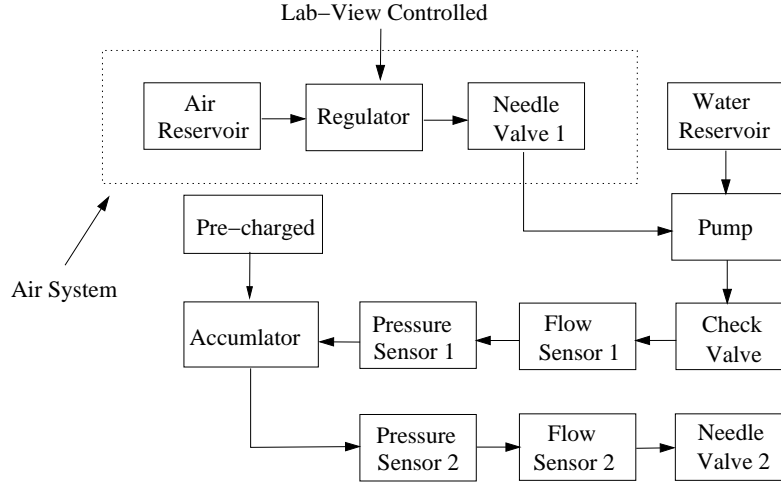 Lab-View Controlled
Air
Reservoir
Regulator
Needle
Valve 1
Water
Reservoir
Pre-charged
Pump
Air System
Accumlator
Pressure
Sensor 1
Flow
Sensor 1
Check
Valve
Pressure
Sensor 2
Flow
Sensor 2
Needle
Valve 2